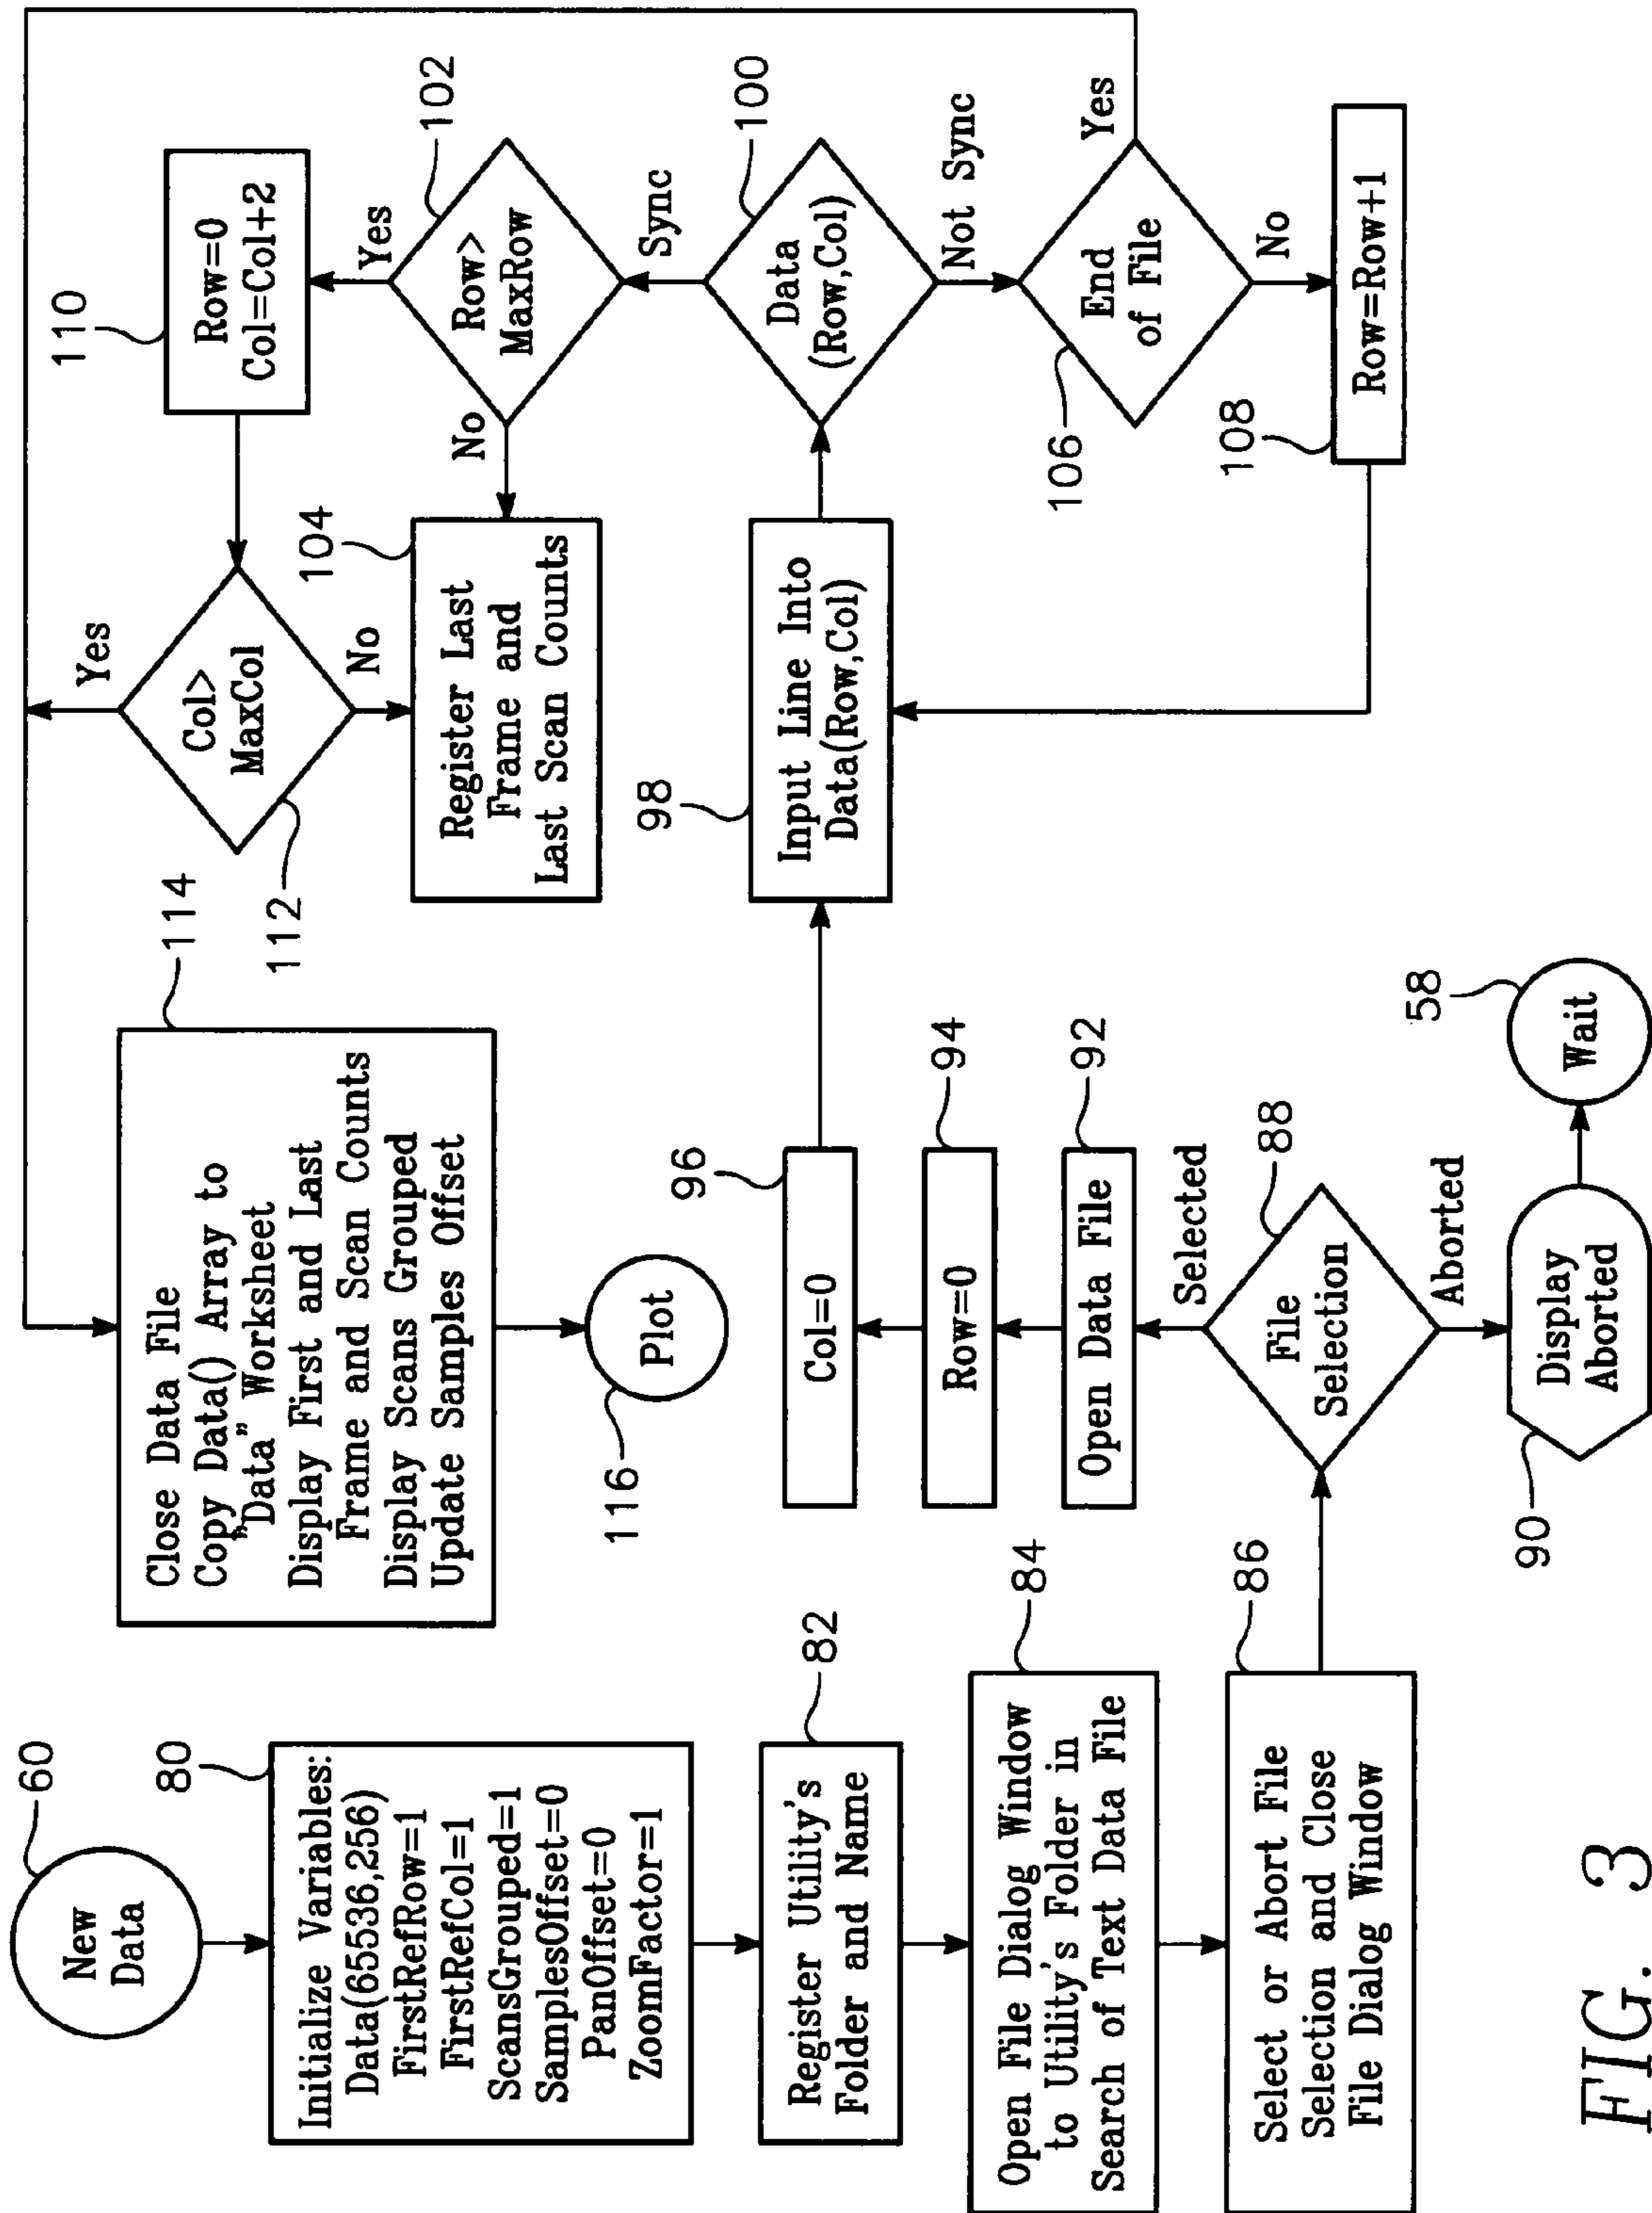 60
New
Data
80
Initialize Variables:
Data(65536,256)
FirstRefRow=1
FirstRefCol=1
ScansGrouped=1
SamplesOffset=0
PanOffset=0
ZoomFactor=1
82
Register Utility's
Folder and Name
84
Open File Dialog Window
to Utility's Folder in
Search of Text Data File
86
Select or Abort File
Selection and Close
File Dialog Window
88
File
Selection
Selected
Aborted
90
Display
Aborted
58
Wait
92
Open Data File
94
Row=0
96
Col=0
98
Input Line Into
Data(Row,Col)
100
Data
(Row,Col)
Sync
Not Sync
102
Row>
MaxRow
Yes
No
104
Register Last
Frame and
Last Scan Counts
106
End
of File
Yes
No
108
Row=Row+1
110
Row=0
Col=Col+2
112
Col>
MaxCol
Yes
No
114
Close Data File
Copy Data() Array to
"Data" Worksheet
Display First and Last
Frame and Scan Counts
Display Scans Grouped
Update Samples Offset
116
Plot
FIG. 3